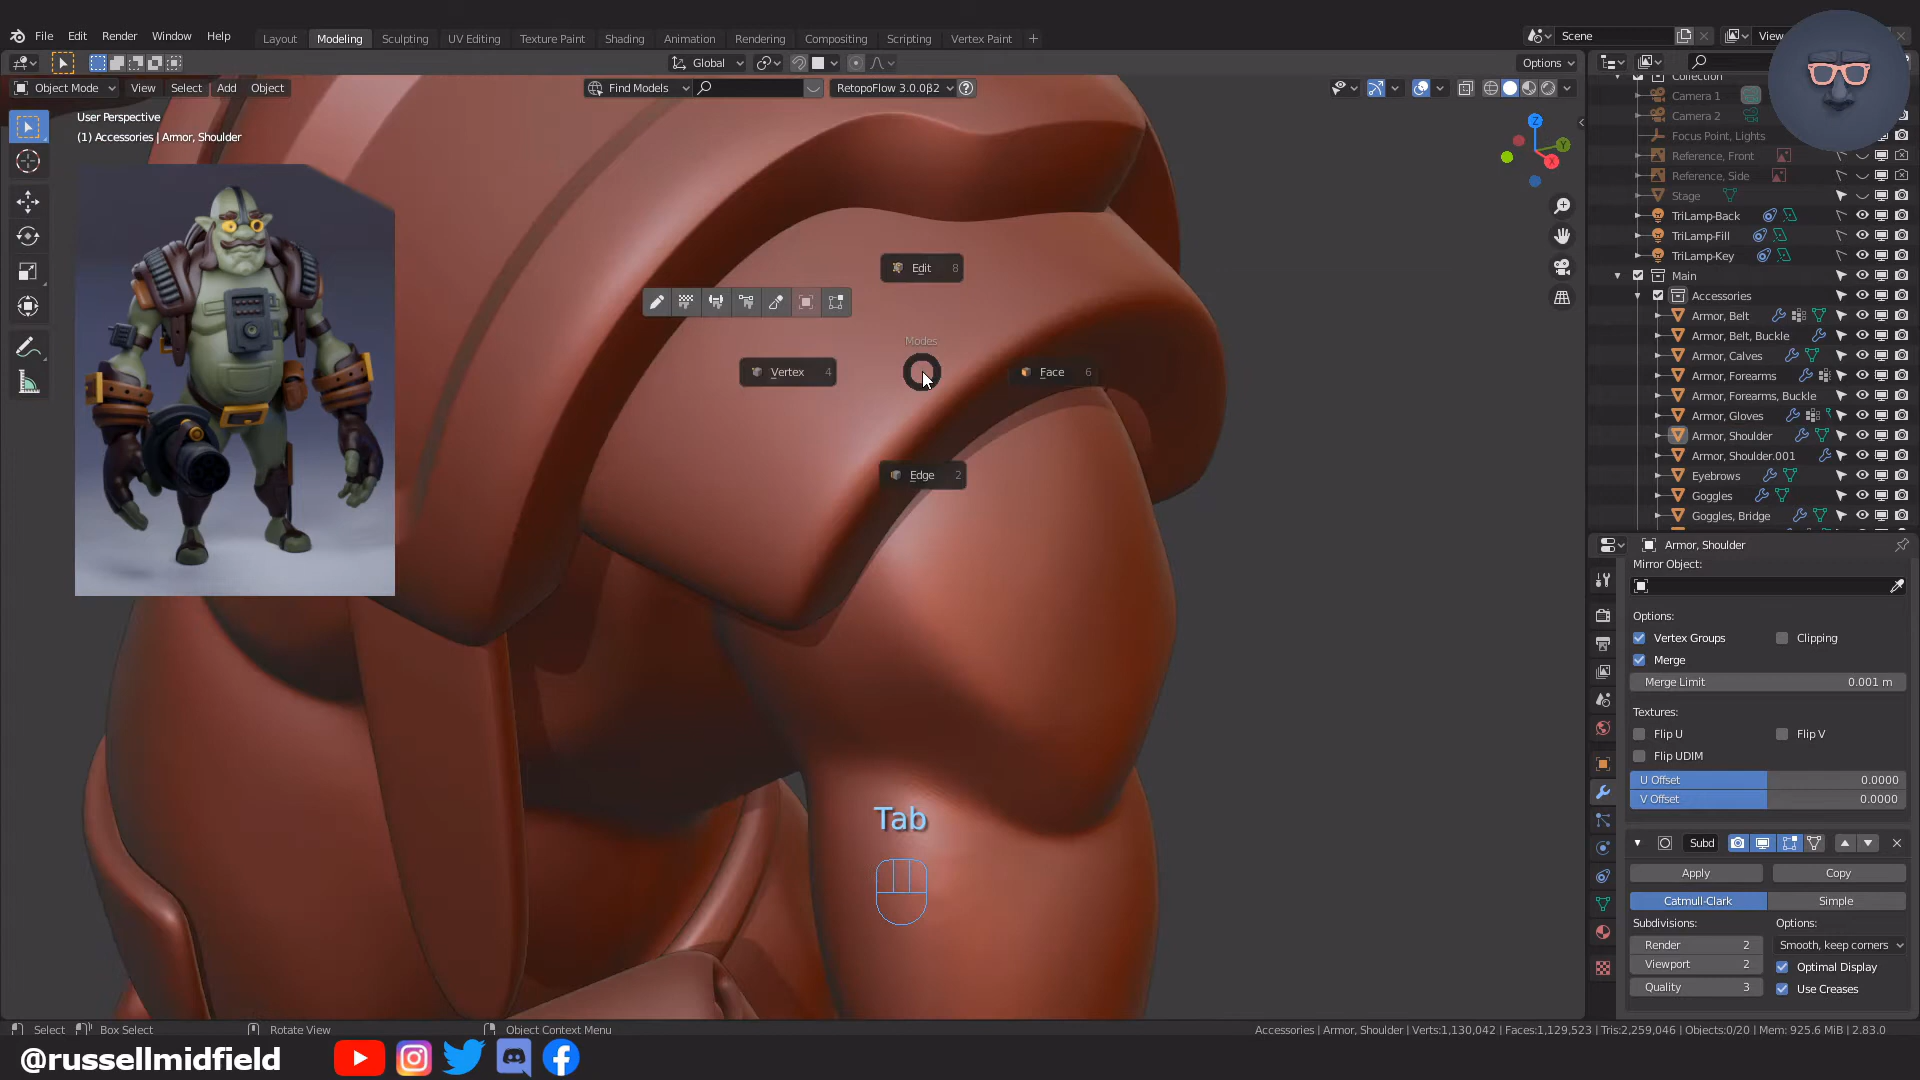 File Edit Render Window Help
Layout Modeling Sculpting UV Editing Texture Paint Shading Animation Rendering Compositing Scripting Vertex Paint +
Scene
View
Global
Options
Object Mode View Select Add Object
Find Models
RetopoFlow 3.0.0β2
User Perspective
(1) Accessories | Armor, Shoulder
Z
Y
X
Edit 8
Modes
Vertex 4
Face 6
Edge 2
Tab
Collection
Camera 1
Camera 2
Focus Point, Lights
Reference, Front
Reference, Side
Stage
TriLamp-Back
TriLamp-Fill
TriLamp-Key
Main
Accessories
Armor, Belt
Armor, Belt, Buckle
Armor, Calves
Armor, Forearms
Armor, Forearms, Buckle
Armor, Gloves
Armor, Shoulder
Armor, Shoulder.001
Eyebrows
Goggles
Goggles, Bridge
Armor, Shoulder
Mirror Object:
Options:
Vertex Groups Clipping
Merge
Merge Limit 0.001 m
Textures:
Flip U Flip V
Flip UDIM
U Offset 0.0000
V Offset 0.0000
Subd
Apply Copy
Catmull-Clark Simple
Subdivisions: Options:
Render 2 Smooth, keep corners
Viewport 2 Optimal Display
Quality 3 Use Creases
Select Box Select Rotate View Object Context Menu
Accessories | Armor, Shoulder | Verts:1,130,042 | Faces:1,129,523 | Tris:2,259,046 | Objects:0/20 | Mem: 925.6 MiB | 2.83.0
@russellmidfield